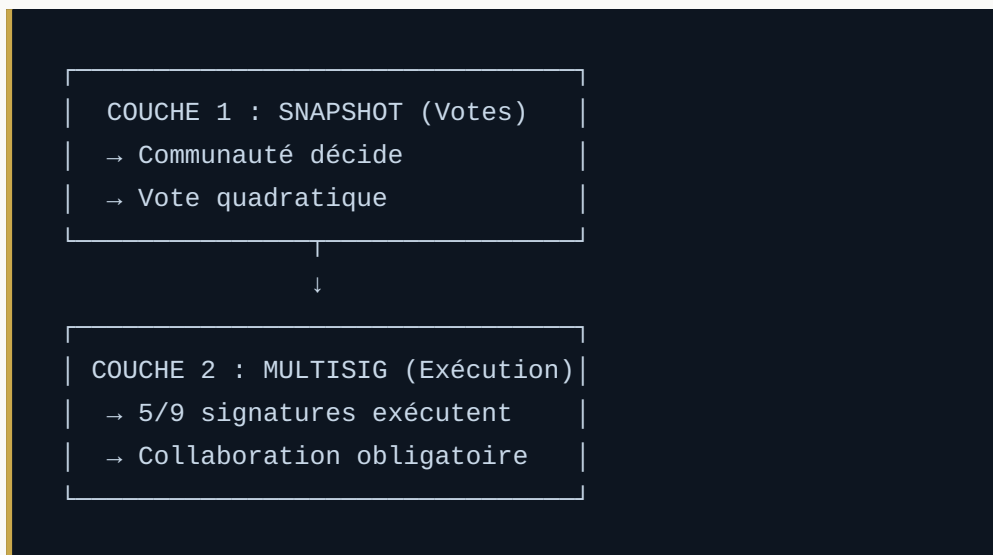 COUCHE 1 : SNAPSHOT (Votes)
→ Communauté décide
→ Vote quadratique
↓
COUCHE 2 : MULTISIG (Exécution)
→ 5/9 signatures exécutent
→ Collaboration obligatoire